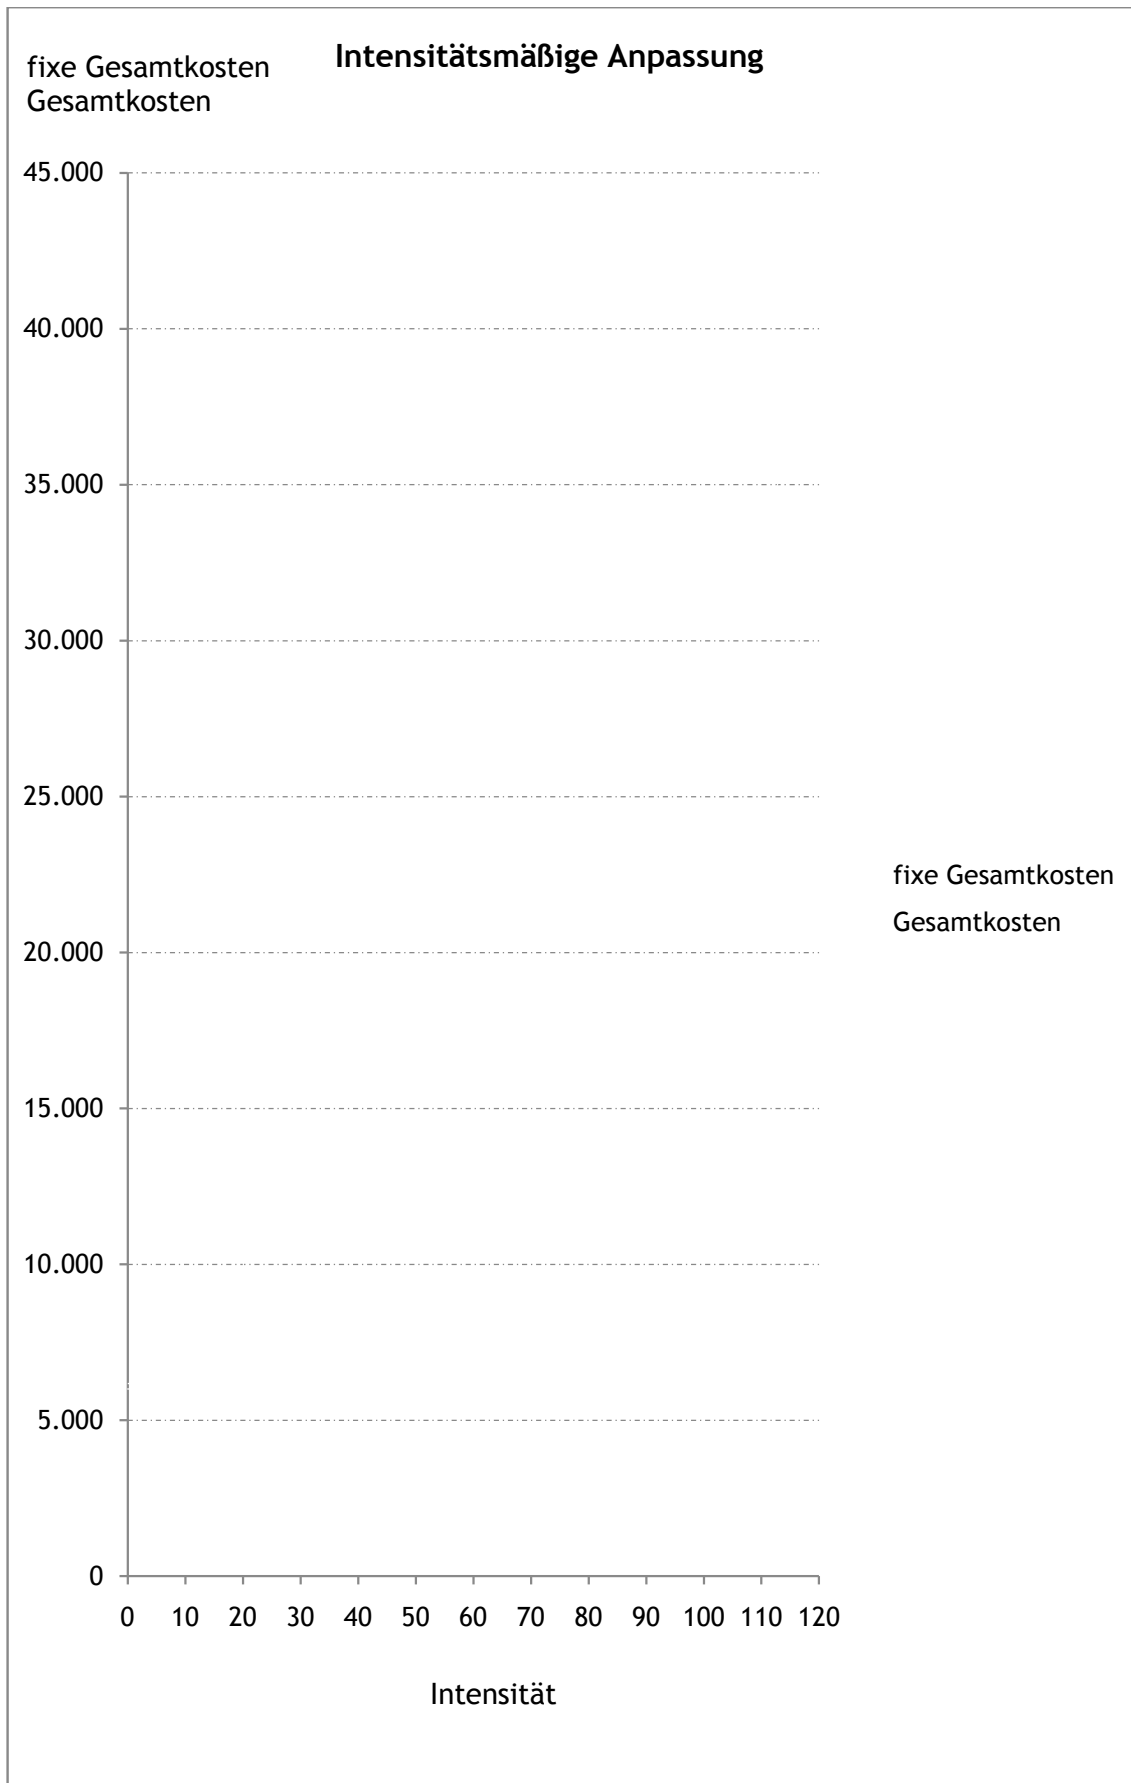 Intensitätsmäßige Anpassung
fixe Gesamtkosten
Gesamtkosten
45.000
40.000
35.000
30.000
25.000
fixe Gesamtkosten
Gesamtkosten
20.000
15.000
10.000
5.000
0
0 10 20 30 40 50 60 70 80 90 100 110 120
Intensität